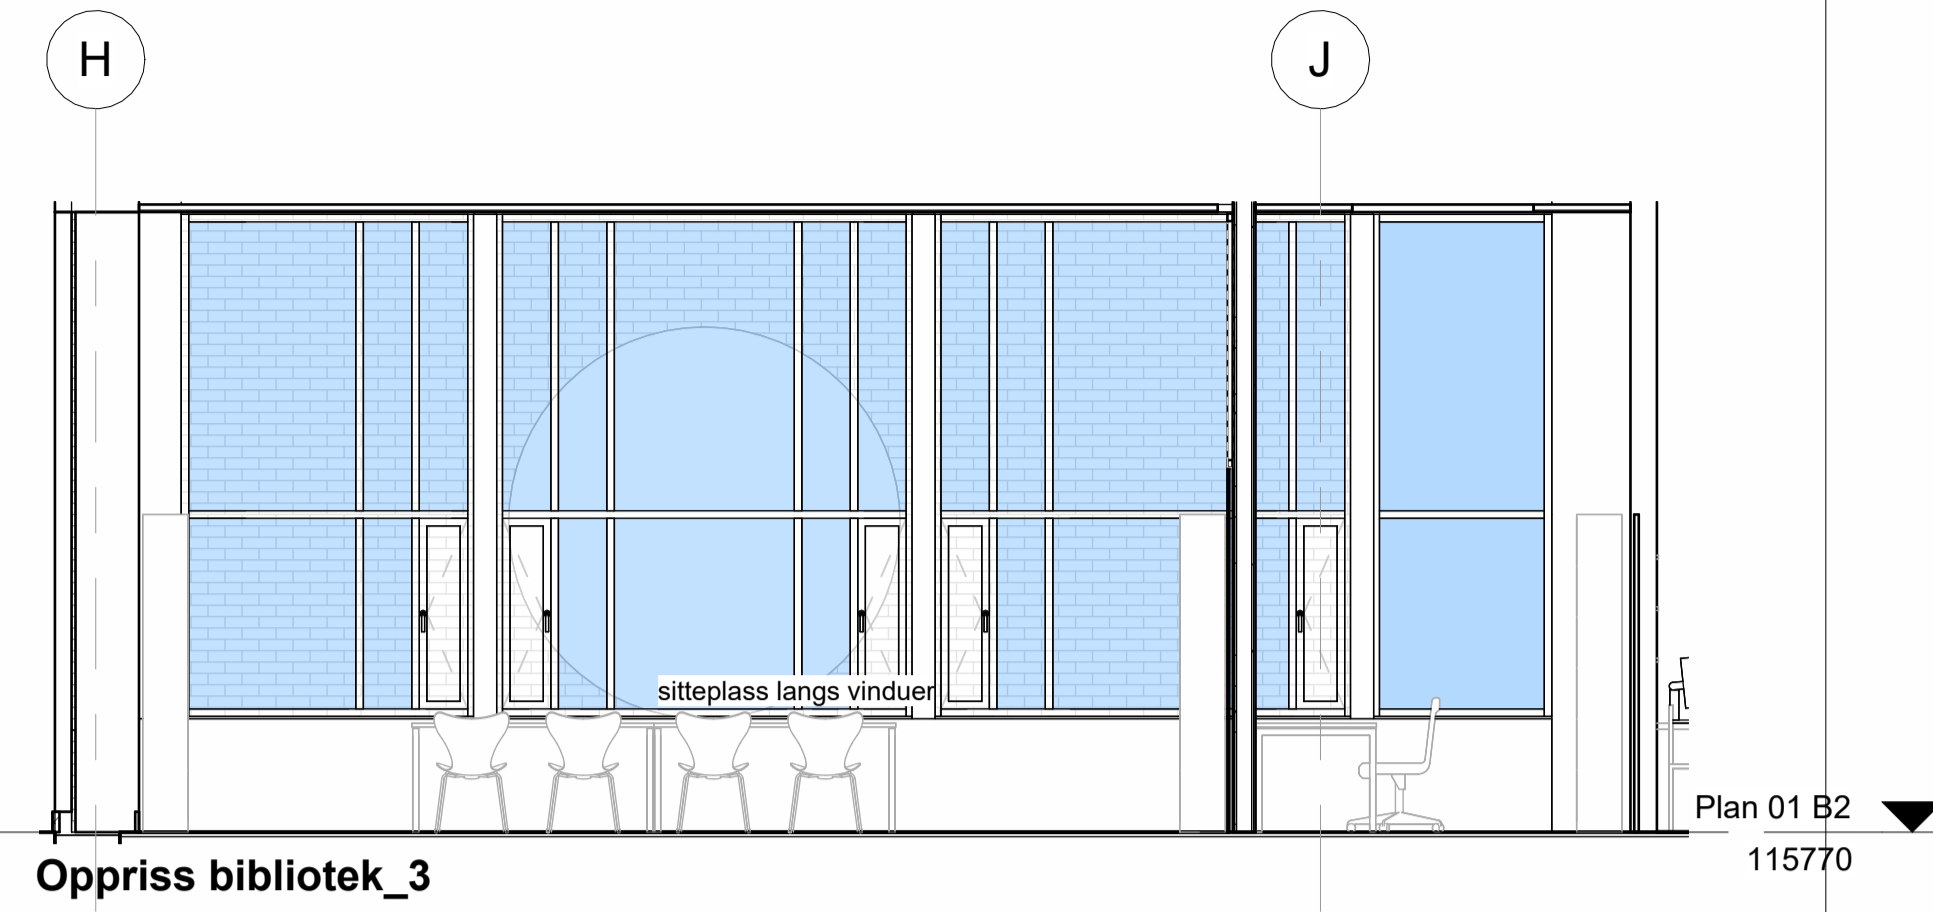 H
J
sitteplass langs vinduer
Plan 01 B2
115770
Oppriss bibliotek_3